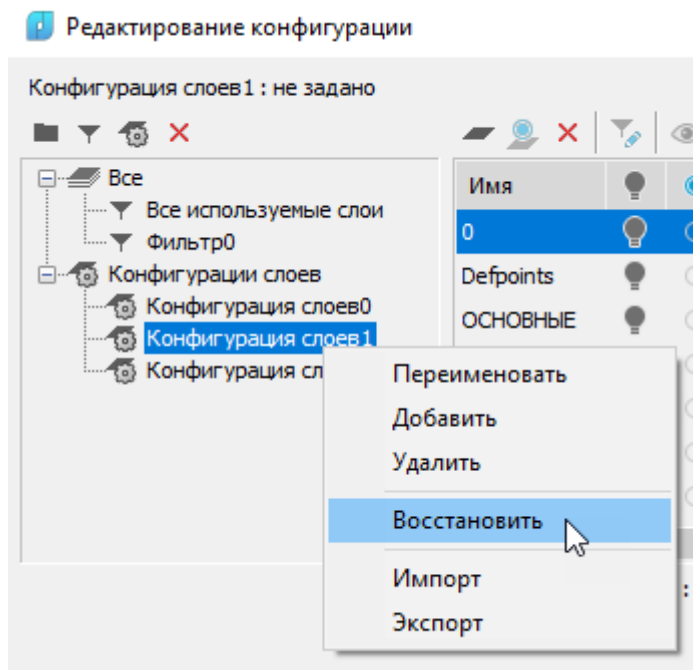 Редактирование конфигурации
Конфигурация слоев1 : не задано
Все
Все используемые слои
Фильтр0
Конфигурации слоев
Конфигурация слоев0
Конфигурация слоев1
Конфигурация сл
Имя
0
Defpoints
ОСНОВНЫЕ
Переименовать
Добавить
Удалить
Восстановить
Импорт
Экспорт